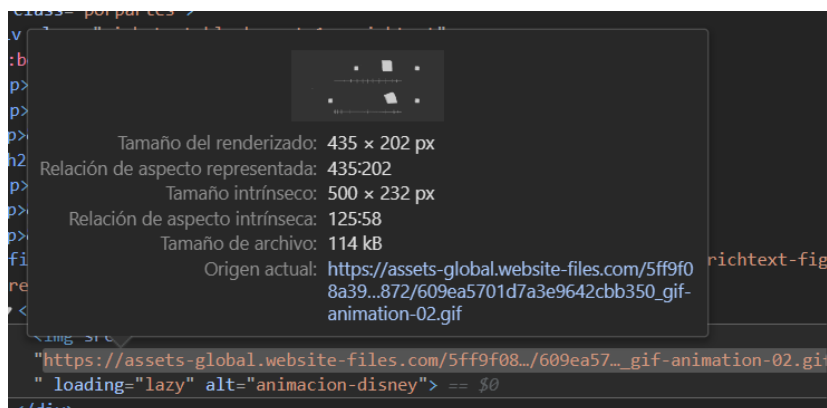 class="porpartes">
:b
p>
p>
Tamaño del renderizado: 435 × 202 px
Relación de aspecto representada: 435:202
Tamaño intrínseco: 500 × 232 px
Relación de aspecto intrínseca: 125:58
Tamaño de archivo: 114 kB
Origen actual: https://assets-global.website-files.com/5ff9f0
8a39...872/609ea5701d7a3e9642cbb350_gif-
animation-02.gif
richtext-fig
<img src
"https://assets-global.website-files.com/5ff9f08…/609ea57…_gif-animation-02.gif
" loading="lazy" alt="animacion-disney"> == $0
</div>